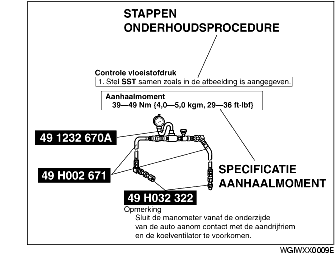 STAPPEN
ONDERHOUDSPROCEDURE
Controle vloeistofdruk
1. Stel SST samen zoals in de afbeelding is aangegeven.
Aanhaalmoment
39—49 Nm (4,0—5,0 kgm, 29—36 ft-lbf)
49 1232 670A
49 H002 671
SPECIFICATIE
AANHAALMOMENT
49 H032 322
Opmerking
Sluit de manometer vanaf de onderzijde
van de auto aanom contact met de aandrijfriem
en de koelventilator te voorkomen.
WGIWXX0009E